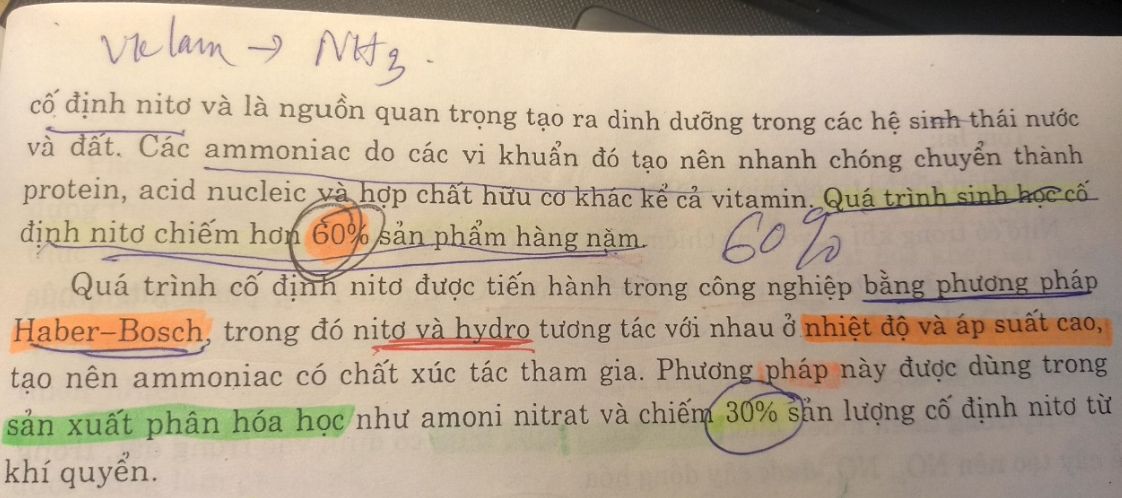 → NH3.
cố định nitơ và là nguồn quan trọng tạo ra dinh dưỡng trong các hệ sinh thái nước
và đất. Các ammoniac do các vi khuẩn đó tạo nên nhanh chóng chuyển thành
protein, acid nucleic và hợp chất hữu cơ khác kể cả vitamin. Quá trình sinh học cố
định nitơ chiếm hơn 60% sản phẩm hàng năm.
60%
Quá trình cố định nitơ được tiến hành trong công nghiệp bằng phương pháp
Haber–Bosch, trong đó nitơ và hydro tương tác với nhau ở nhiệt độ và áp suất cao,
tạo nên ammoniac có chất xúc tác tham gia. Phương pháp này được dùng trong
sản xuất phân hóa học như amoni nitrat và chiếm 30% sản lượng cố định nitơ từ
khí quyển.